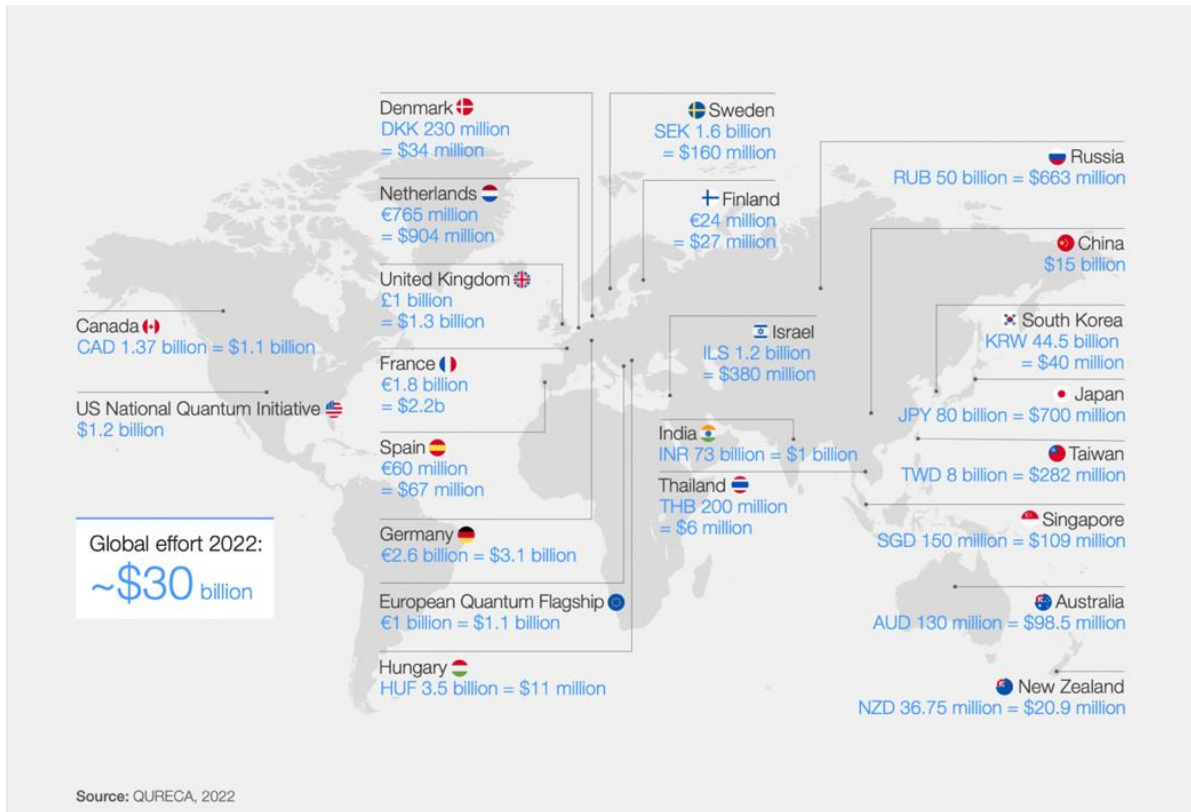 Denmark
DKK 230 million
= $34 million
Netherlands
€765 million
= $904 million
United Kingdom
£1 billion
= $1.3 billion
France
€1.8 billion
= $2.2b
Spain
€60 million
= $67 million
Germany
€2.6 billion = $3.1 billion
European Quantum Flagship
€1 billion = $1.1 billion
Hungary
HUF 3.5 billion = $11 million
Canada
CAD 1.37 billion = $1.1 billion
US National Quantum Initiative
$1.2 billion
Global effort 2022:
~$30 billion
Sweden
SEK 1.6 billion
= $160 million
Finland
€24 million
= $27 million
Israel
ILS 1.2 billion
= $380 million
India
INR 73 billion = $1 billion
Thailand
THB 200 million
= $6 million
Russia
RUB 50 billion = $663 million
China
$15 billion
South Korea
KRW 44.5 billion
= $40 million
Japan
JPY 80 billion = $700 million
Taiwan
TWD 8 billion = $282 million
Singapore
SGD 150 million = $109 million
Australia
AUD 130 million = $98.5 million
New Zealand
NZD 36.75 million = $20.9 million
Source: QURECA, 2022